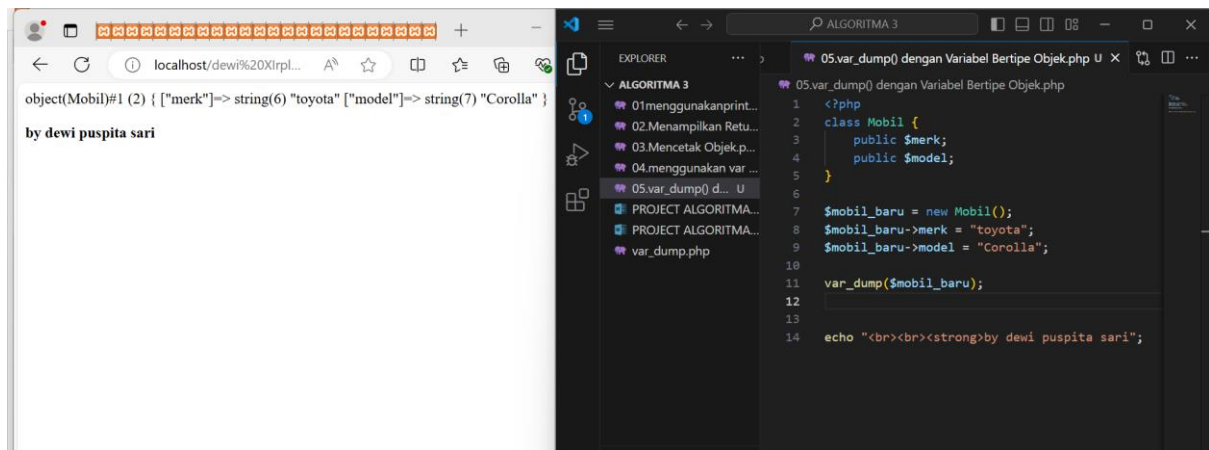 localhost/dewi%20XIrpl...
object(Mobil)#1 (2) { ["merk"]=> string(6) "toyota" ["model"]=> string(7) "Corolla" }
by dewi puspita sari
ALGORITMA 3
EXPLORER
ALGORITMA 3
01menggunakanprint...
02.Menampilkan Retu...
03.Mencetak Objek.p...
04.menggunakan var ...
05.var_dump() d... U
PROJECT ALGORITMA...
PROJECT ALGORITMA...
var_dump.php
05.var_dump() dengan Variabel Bertipe Objek.php U
05.var_dump() dengan Variabel Bertipe Objek.php
1 <?php
2 class Mobil {
3 public $merk;
4 public $model;
5 }
6
7 $mobil_baru = new Mobil();
8 $mobil_baru->merk = "toyota";
9 $mobil_baru->model = "Corolla";
10
11 var_dump($mobil_baru);
12
13
14 echo "<br><br><strong>by dewi puspita sari";